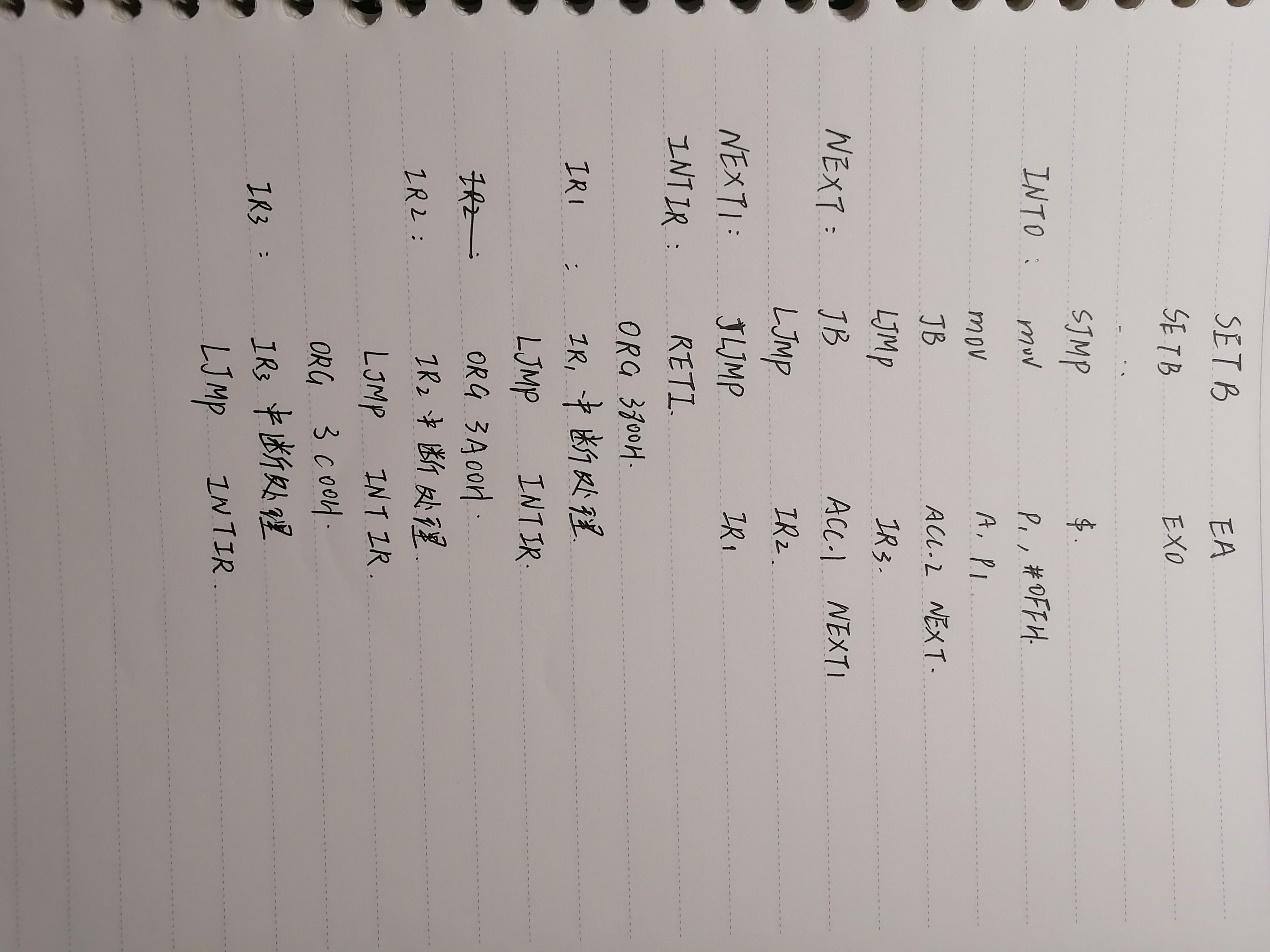 SETB EA
SETB EX0
SJMP $.
INT0: MOV P1, #0FFH.
MOV A, P1
JB ACC.2 NEXT.
LJMP IR3.
NEXT: JB ACC.1 NEXT1
LJMP IR2.
NEXT1: LJMP IR1
INTIR: RETI.
ORG 3800H.
IR1: IR1 中断处理.
LJMP INTIR.
ORG 3A00H.
IR2: IR2 中断处理.
LJMP INTIR.
ORG 3C00H.
IR3: IR3 中断处理
LJMP INTIR.